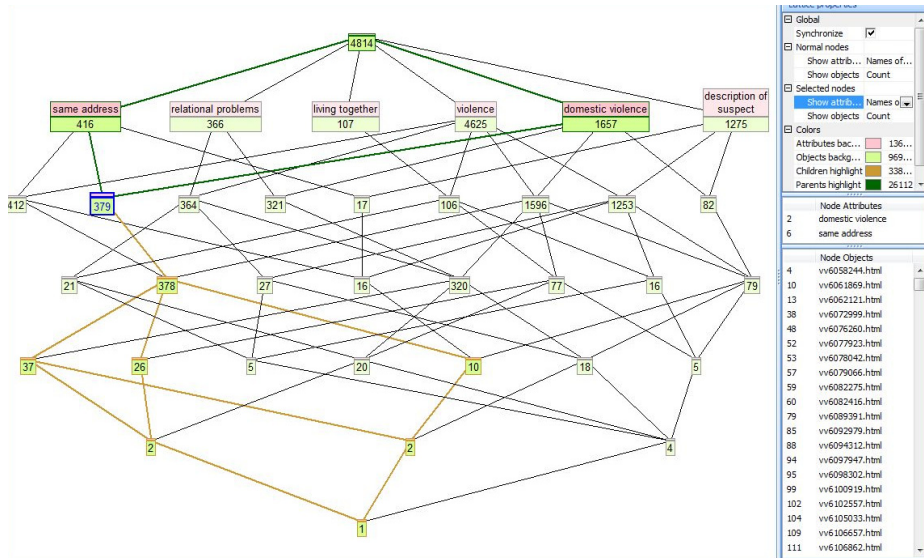 4814
same address
relational problems
living together
violence
domestic violence
description of
suspect
416
366
107
4625
1657
1275
412
379
364
321
17
106
1596
1253
82
21
378
27
16
320
77
16
79
37
26
5
20
10
18
5
2
2
4
1
Global
Synchronize
Normal nodes
Show attrib... Names of...
Show objects Count
Selected nodes
Show attrib... Names o
Show objects Count
Colors
Attributes bac... 136...
Objects backg... 969...
Children highlight 338...
Parents highlight 26112
Node Attributes
2 domestic violence
6 same address
Node Objects
4 vv6058244.html
10 vv6061869.html
13 vv6062121.html
38 vv6072999.html
48 vv6076260.html
52 vv6077923.html
53 vv6078042.html
57 vv6079066.html
59 vv6082275.html
60 vv6082416.html
79 vv6089391.html
85 vv6092979.html
88 vv6094312.html
94 vv6097947.html
95 vv6098302.html
99 vv6100919.html
102 vv6102557.html
104 vv6105033.html
109 vv6106657.html
111 vv6106862.html